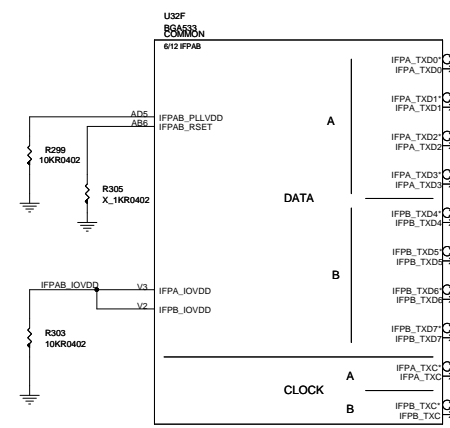 U32F
BGA533
COMMON
6/12 IFPAB
IFPA_TXD0*
IFPA_TXD0
IFPA_TXD1*
IFPA_TXD1
IFPA_TXD2*
IFPA_TXD2
IFPA_TXD3*
IFPA_TXD3
IFPB_TXD4*
IFPB_TXD4
IFPB_TXD5*
IFPB_TXD5
IFPB_TXD6*
IFPB_TXD6
IFPB_TXD7*
IFPB_TXD7
IFPA_TXC*
IFPA_TXC
IFPB_TXC*
IFPB_TXC
A
DATA
B
CLOCK
A
B
AD5
IFPAB_PLLVDD
AB6
IFPAB_RSET
R299
10KR0402
R305
X_1KR0402
IFPAB_IOVDD
V3
IFPA_IOVDD
V2
IFPB_IOVDD
R303
10KR0402